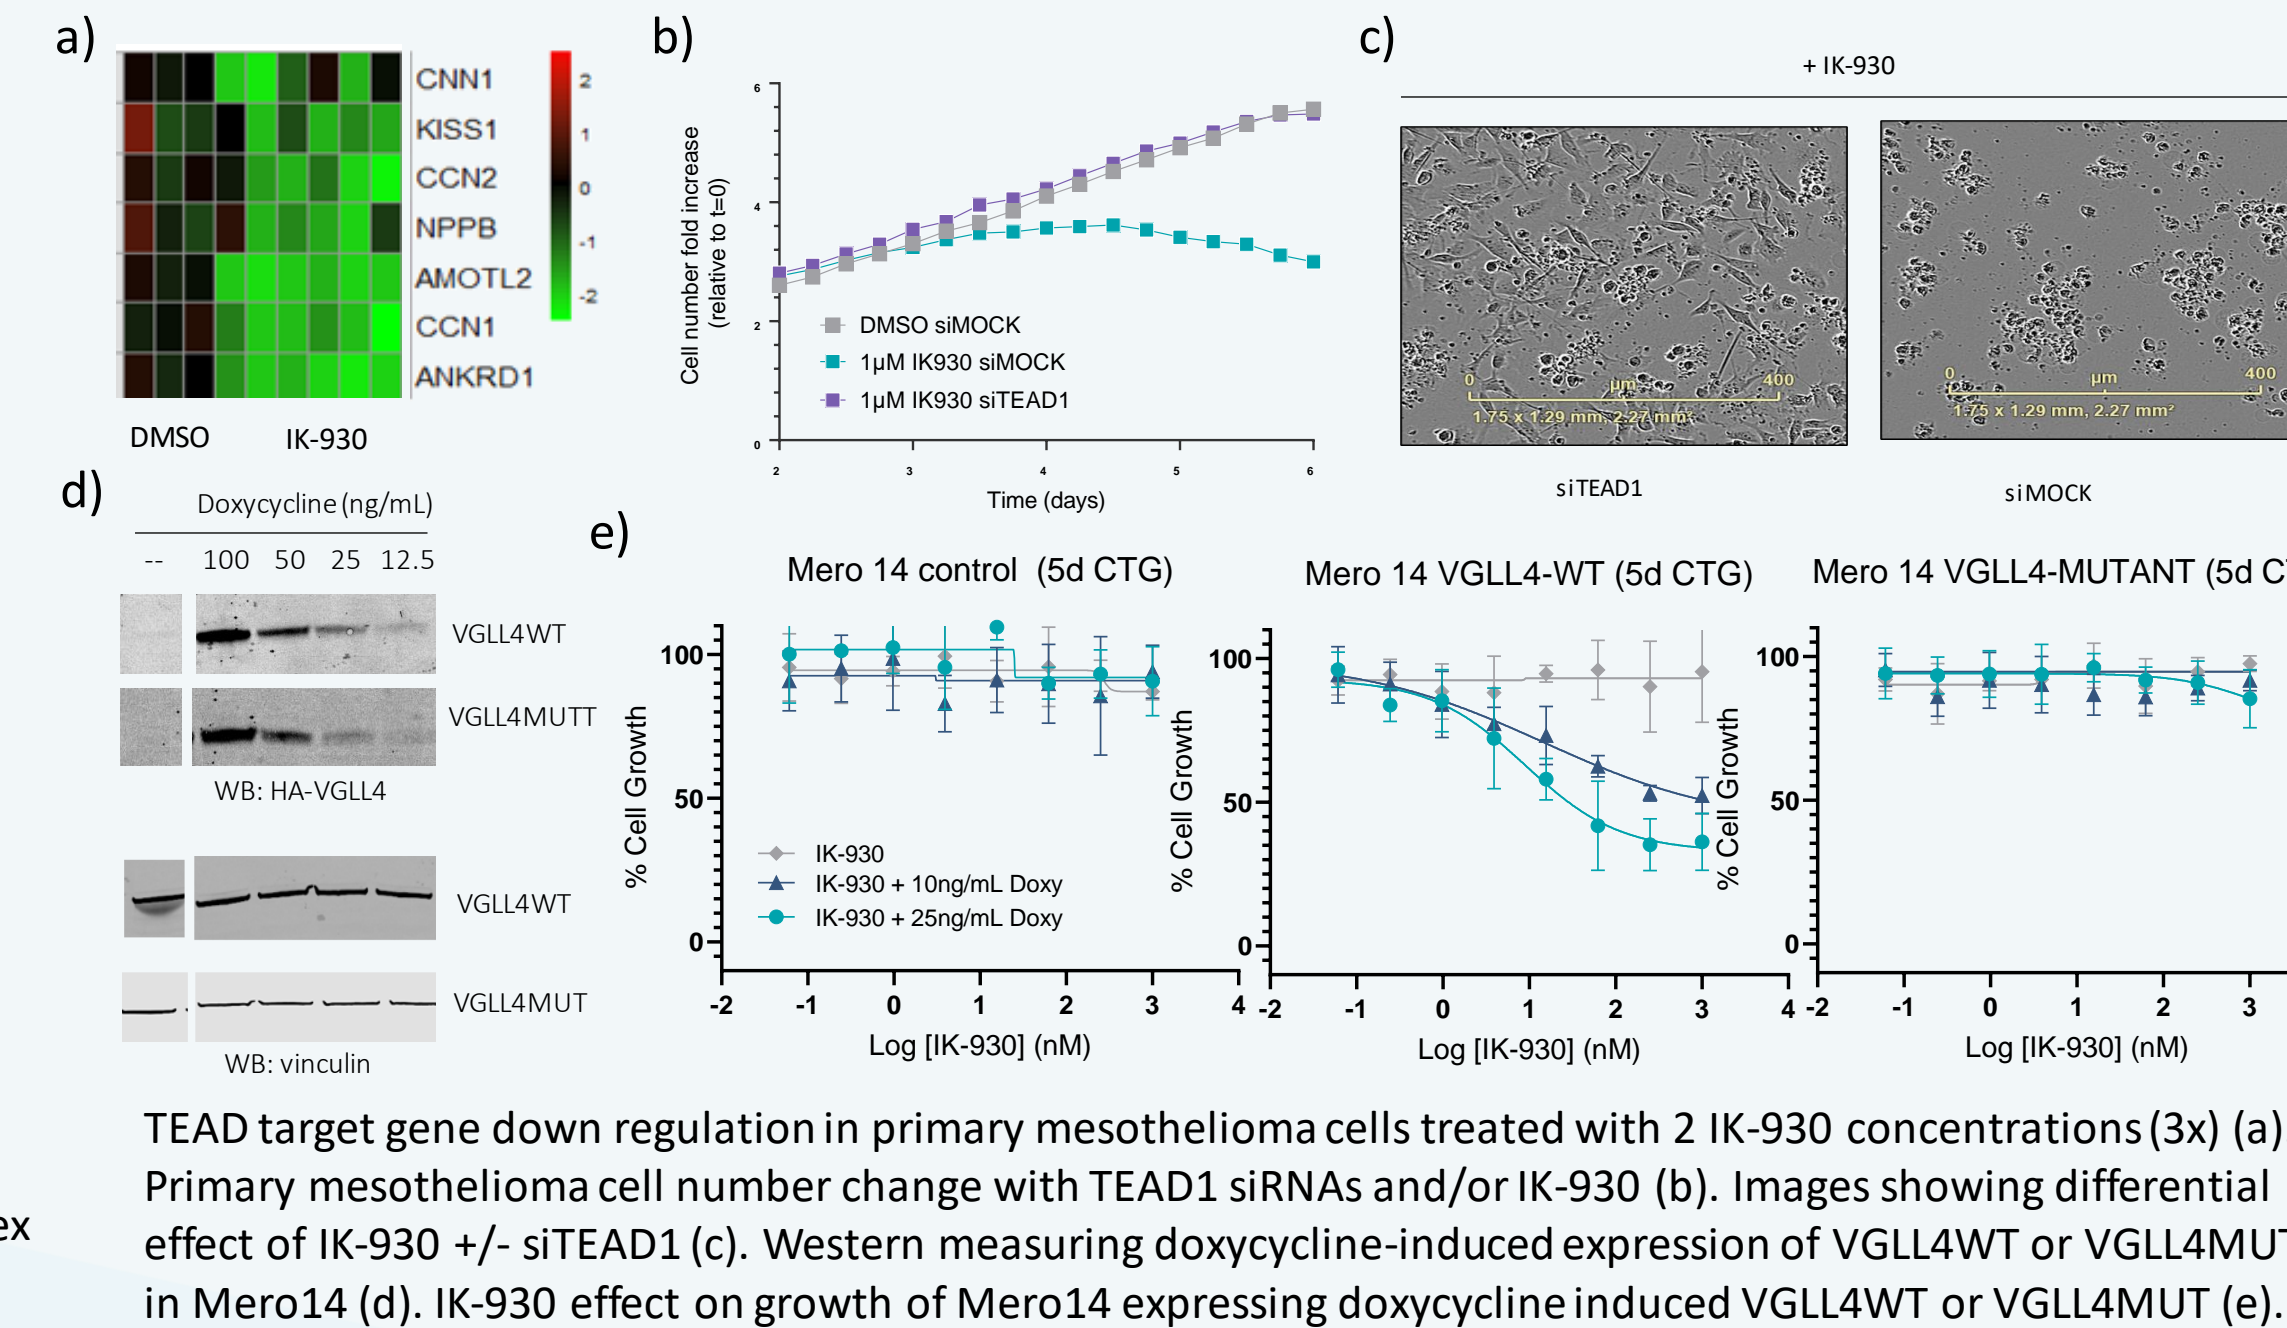 a)
CNN1
KISS1
CCN2
NPPB
AMOTL2
CCN1
ANKRD1
2
1
0
-1
-2
DMSO IK-930
b)
Cell number fold increase
(relative to t=0)
6
4
2
0
DMSO siMOCK
1µM IK930 siMOCK
1µM IK930 siTEAD1
2 3 4 5 6
Time (days)
c)
+ IK-930
0 µm 400
1.75 x 1.29 mm, 2.27 mm²
0 µm 400
1.75 x 1.29 mm, 2.27 mm²
siTEAD1
siMOCK
d)
Doxycycline (ng/mL)
-- 100 50 25 12.5
VGLL4WT
VGLL4MUTT
WB: HA-VGLL4
VGLL4WT
VGLL4MUT
WB: vinculin
e)
Mero 14 control (5d CTG)
% Cell Growth
100
50
0
IK-930
IK-930 + 10ng/mL Doxy
IK-930 + 25ng/mL Doxy
-2 -1 0 1 2 3 4
Log [IK-930] (nM)
Mero 14 VGLL4-WT (5d CTG)
% Cell Growth
100
50
0
-2 -1 0 1 2 3 4
Log [IK-930] (nM)
Mero 14 VGLL4-MUTANT (5d
% Cell Growth
100
50
0
-2 -1 0 1 2 3
Log [IK-930] (nM)
TEAD target gene down regulation in primary mesothelioma cells treated with 2 IK-930 concentrations (3x) (a)
Primary mesothelioma cell number change with TEAD1 siRNAs and/or IK-930 (b). Images showing differential
effect of IK-930 +/- siTEAD1 (c). Western measuring doxycycline-induced expression of VGLL4WT or VGLL4MUT
in Mero14 (d). IK-930 effect on growth of Mero14 expressing doxycycline induced VGLL4WT or VGLL4MUT (e).
ex